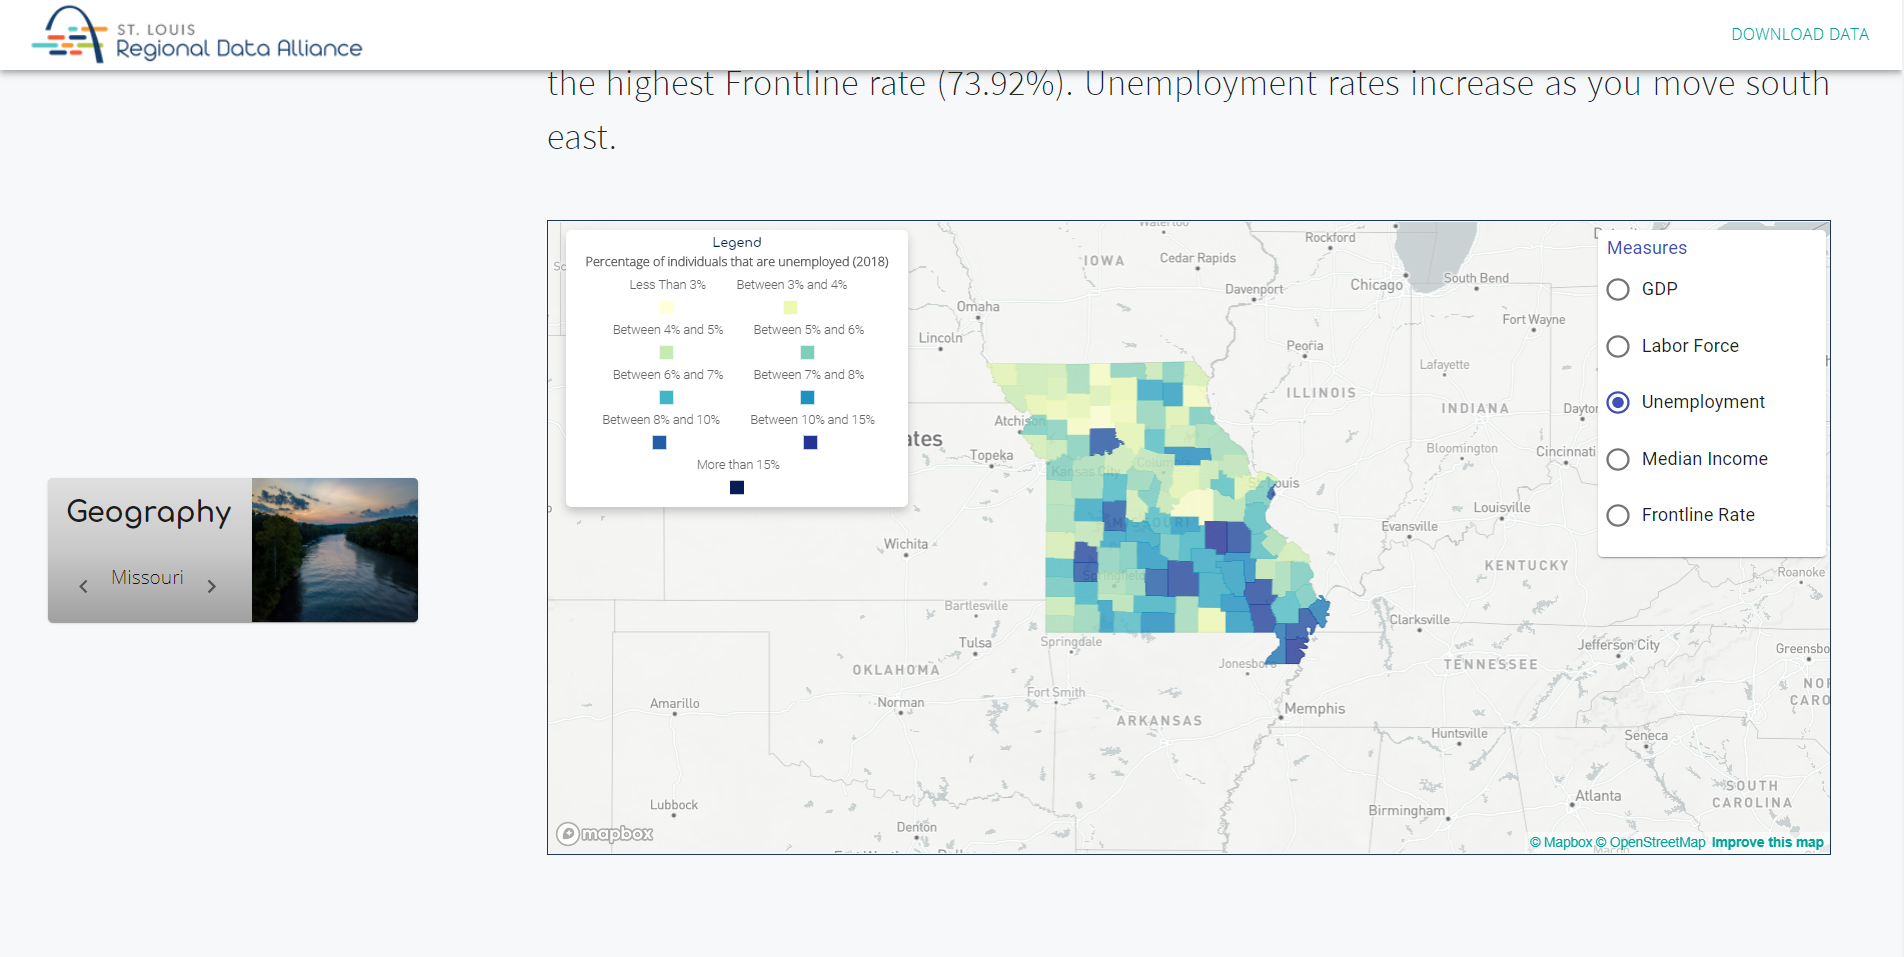 ST. LOUIS
Regional Data Alliance
DOWNLOAD DATA
the highest Frontline rate (73.92%). Unemployment rates increase as you move south
east.
Geography
Missouri
Legend
Percentage of individuals that are unemployed (2018)
Less Than 3%
Between 3% and 4%
Between 4% and 5%
Between 5% and 6%
Between 6% and 7%
Between 7% and 8%
Between 8% and 10%
Between 10% and 15%
More than 15%
Measures
GDP
Labor Force
Unemployment
Median Income
Frontline Rate
Waterloo
Rockford
IOWA
Cedar Rapids
Davenport
Chicago
South Bend
Omaha
Lincoln
Fort Wayne
Peoria
Lafayette
ILLINOIS
INDIANA
Atchison
ates
Topeka
Kansas City
Columbia
Bloomington
Cincinnati
St. Louis
MISSOURI
Louisville
Evansville
Wichita
Springfield
KENTUCKY
Roanoke
Bartlesville
Clarksville
Tulsa
Springdale
Jonesboro
Jefferson City
OKLAHOMA
TENNESSEE
Greensbo
Fort Smith
Amarillo
Norman
ARKANSAS
Memphis
NOR
CARO
Huntsville
Seneca
SOUTH
CAROLINA
Atlanta
Lubbock
Birmingham
Denton
mapbox
© Mapbox © OpenStreetMap Improve this map
Macon